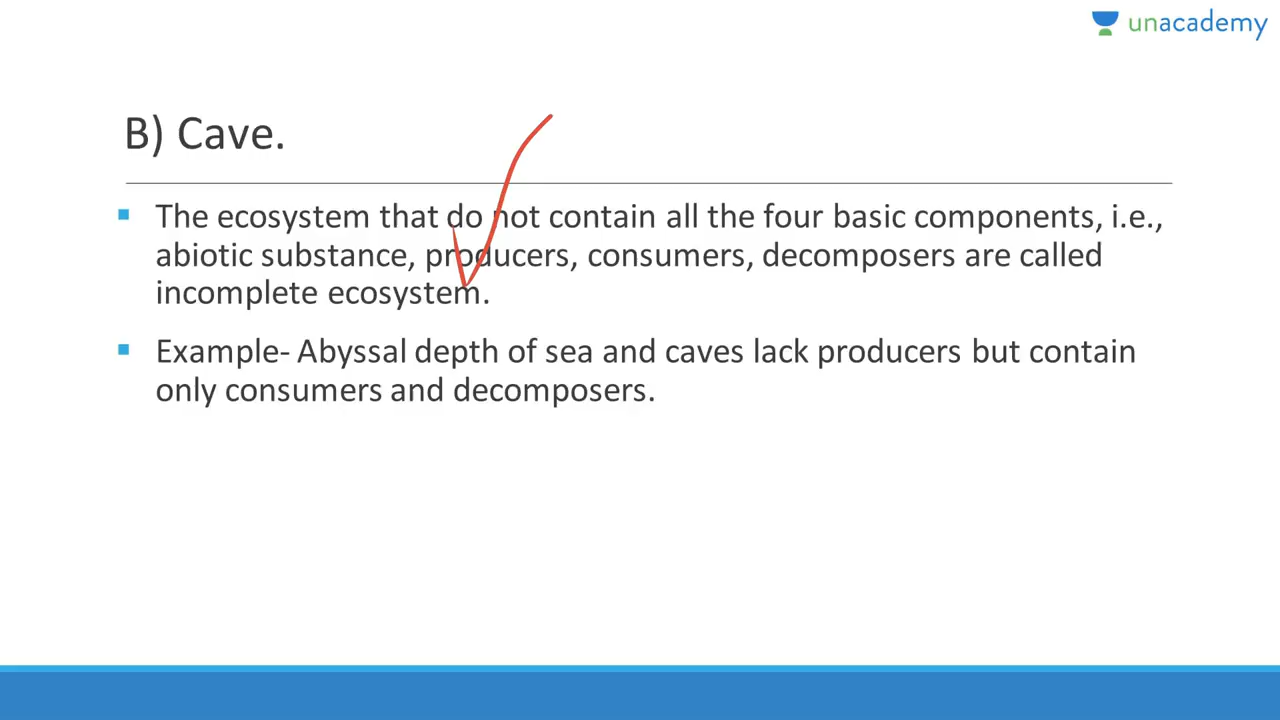 unacademy
B) Cave.
▪ The ecosystem that do not contain all the four basic components, i.e.,
abiotic substance, producers, consumers, decomposers are called
incomplete ecosystem.
▪ Example- Abyssal depth of sea and caves lack producers but contain
only consumers and decomposers.